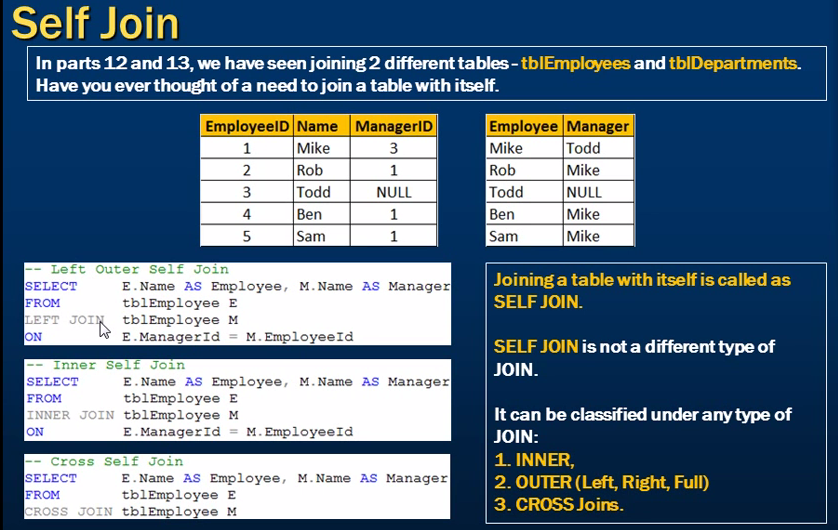 Self Join
In parts 12 and 13, we have seen joining 2 different tables - tblEmployees and tblDepartments.
Have you ever thought of a need to join a table with itself.
EmployeeID Name ManagerID
1 Mike 3
2 Rob 1
3 Todd NULL
4 Ben 1
5 Sam 1
Employee Manager
Mike Todd
Rob Mike
Todd NULL
Ben Mike
Sam Mike
-- Left Outer Self Join
SELECT E.Name AS Employee, M.Name AS Manager
FROM tblEmployee E
LEFT JOIN tblEmployee M
ON E.ManagerId = M.EmployeeId
-- Inner Self Join
SELECT E.Name AS Employee, M.Name AS Manager
FROM tblEmployee E
INNER JOIN tblEmployee M
ON E.ManagerId = M.EmployeeId
-- Cross Self Join
SELECT E.Name AS Employee, M.Name AS Manager
FROM tblEmployee E
CROSS JOIN tblEmployee M
Joining a table with itself is called as
SELF JOIN.
SELF JOIN is not a different type of
JOIN.
It can be classified under any type of
JOIN:
1. INNER,
2. OUTER (Left, Right, Full)
3. CROSS Joins.